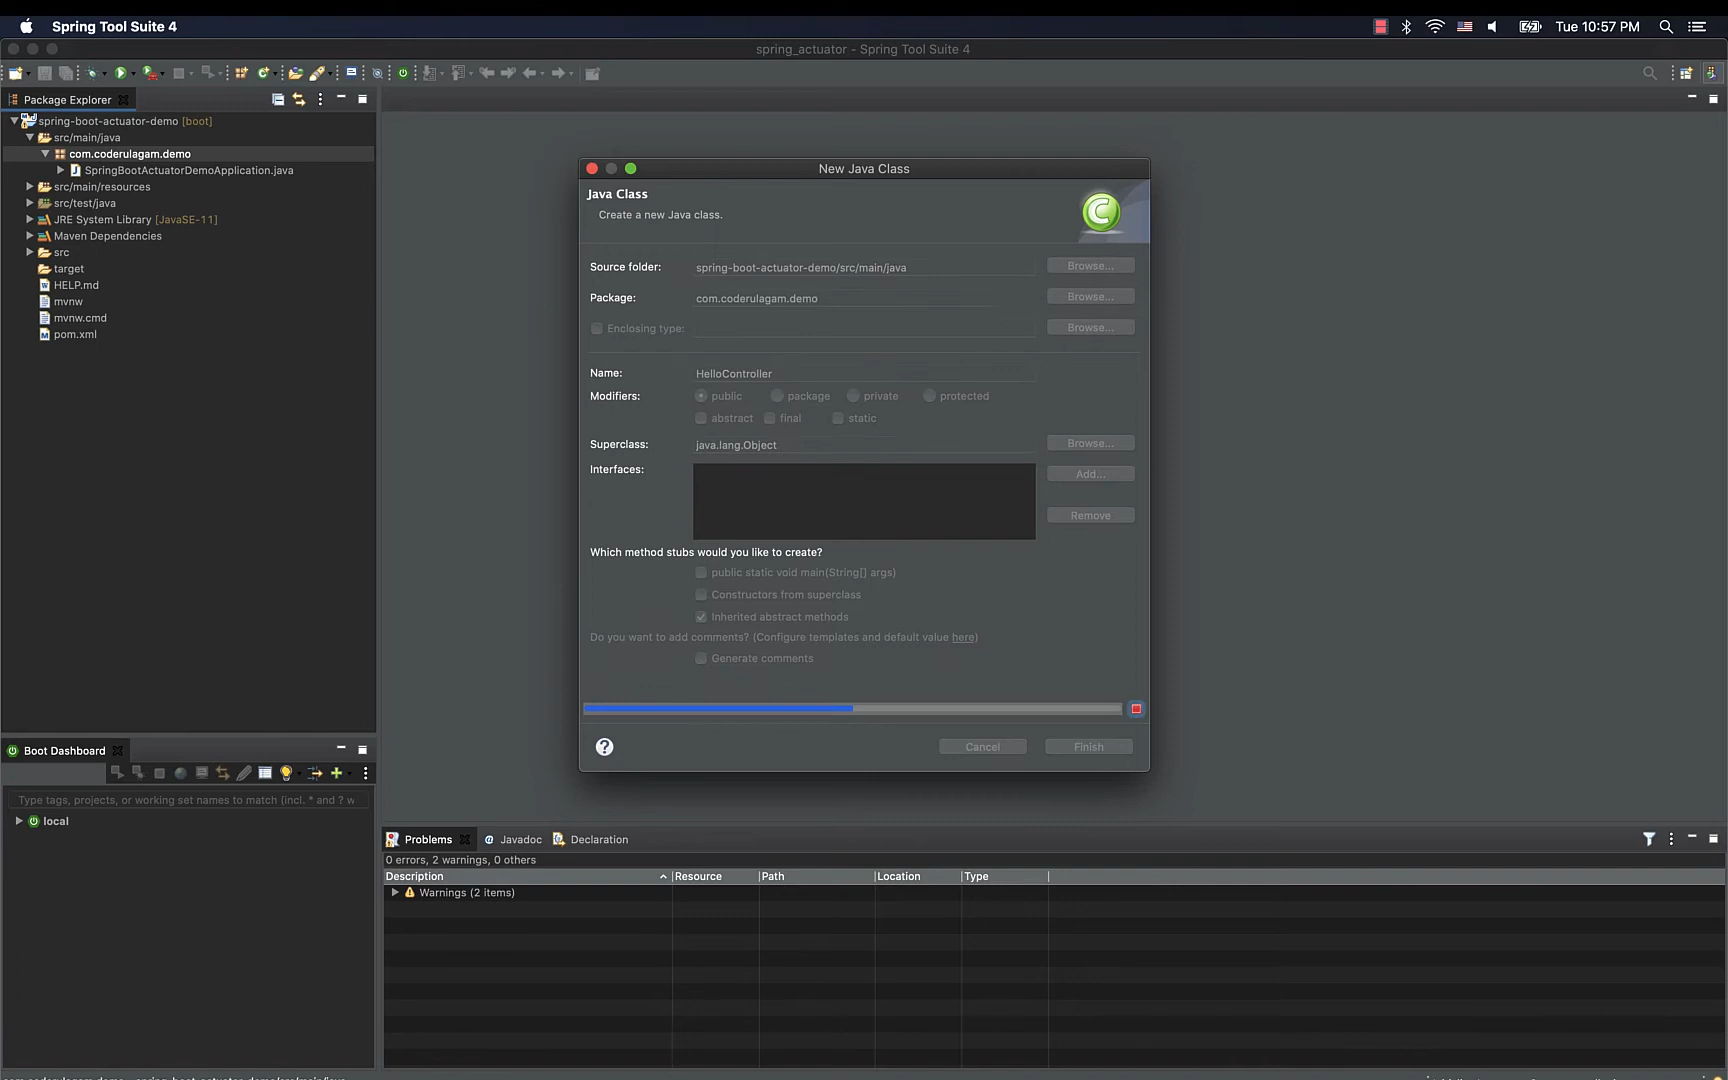 Spring Tool Suite 4
Tue 10:57 PM
spring_actuator - Spring Tool Suite 4
Package Explorer
spring-boot-actuator-demo [boot]
src/main/java
com.coderulagam.demo
SpringBootActuatorDemoApplication.java
src/main/resources
src/test/java
JRE System Library [JavaSE-11]
Maven Dependencies
src
target
HELP.md
mvnw
mvnw.cmd
pom.xml
New Java Class
Java Class
Create a new Java class.
Source folder: spring-boot-actuator-demo/src/main/java Browse...
Package: com.coderulagam.demo Browse...
Enclosing type: Browse...
Name: HelloController
Modifiers: public package private protected
abstract final static
Superclass: java.lang.Object Browse...
Interfaces: Add...
Remove
Which method stubs would you like to create?
public static void main(String[] args)
Constructors from superclass
Inherited abstract methods
Do you want to add comments? (Configure templates and default value here)
Generate comments
Cancel Finish
Boot Dashboard
Type tags, projects, or working set names to match (incl. * and ? w
local
Problems @ Javadoc Declaration
0 errors, 2 warnings, 0 others
Description Resource Path Location Type
Warnings (2 items)